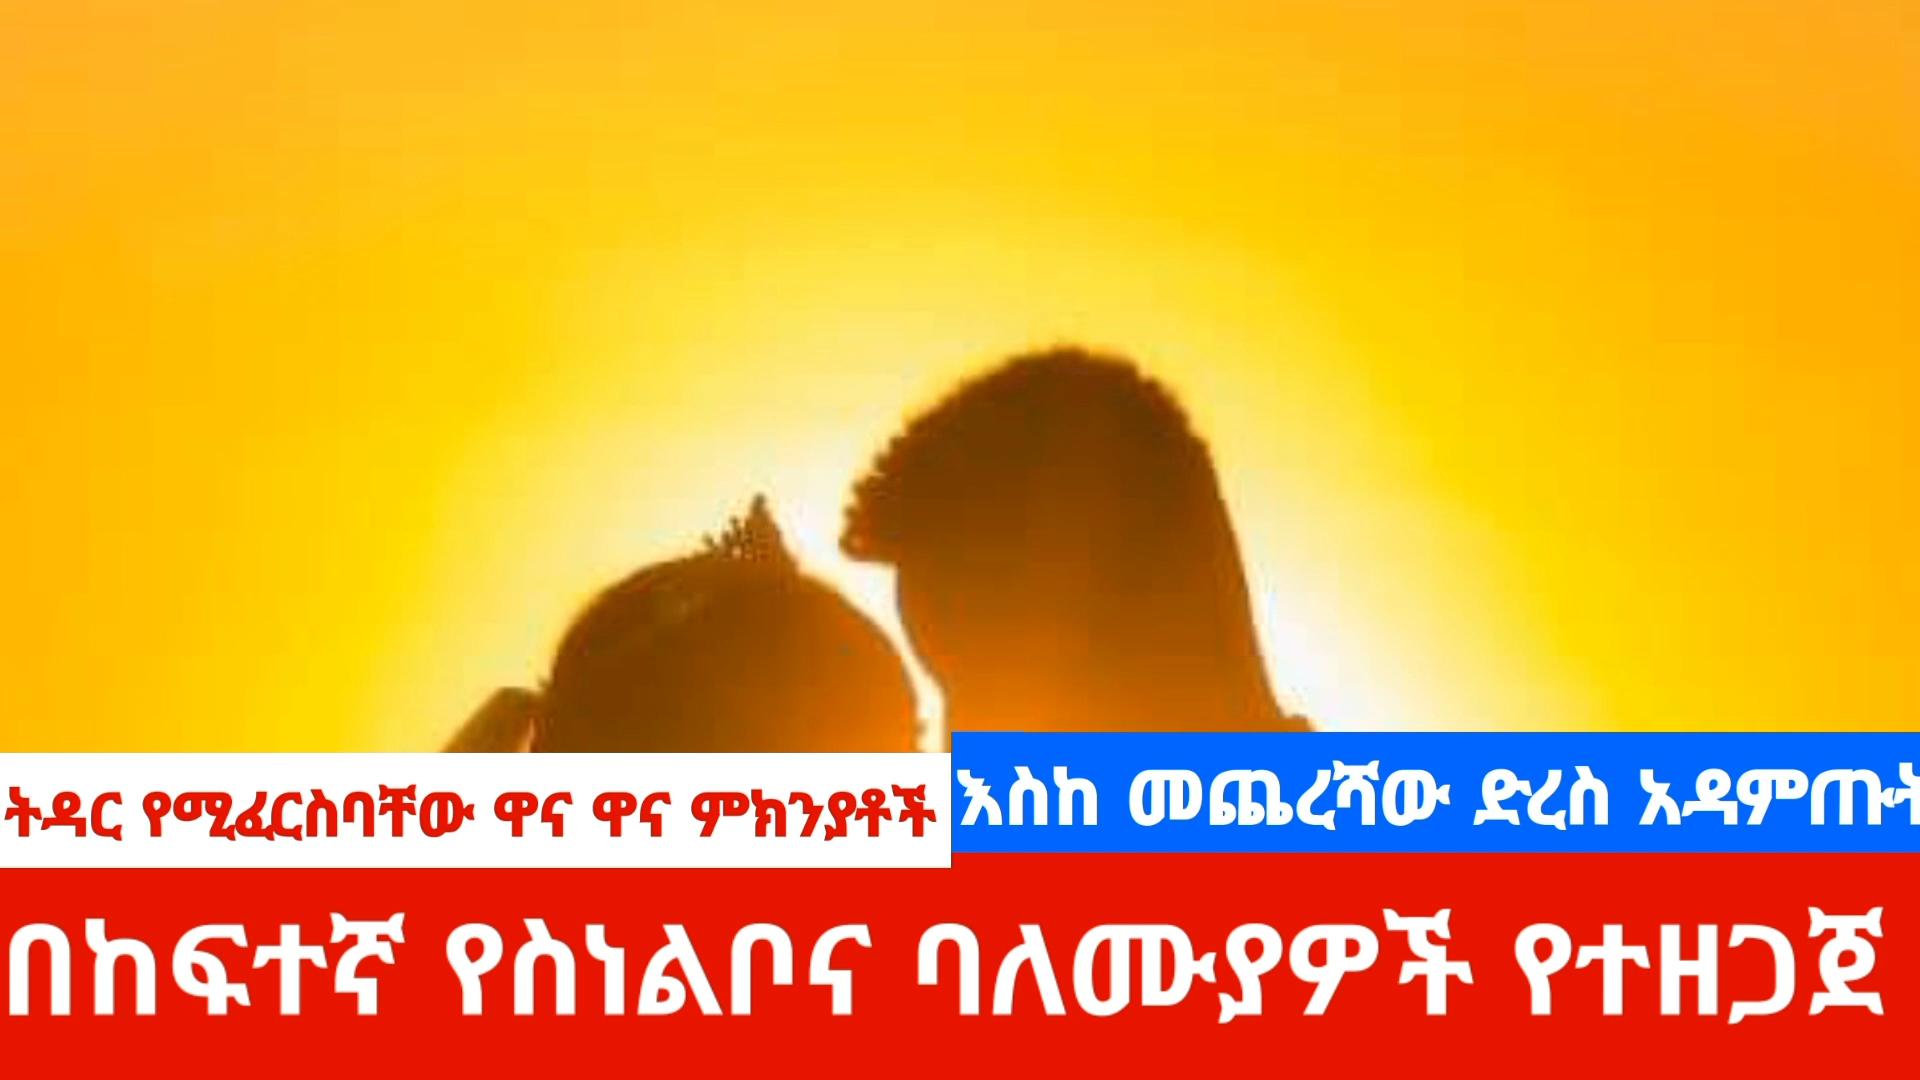 ትዳር የሚፈርስባቸው ዋና ዋና ምክንያቶች
እስከ መጨረሻው ድረስ አዳምጡት
በከፍተኛ የስነልቦና ባለሙያዎች የተዘጋጀ